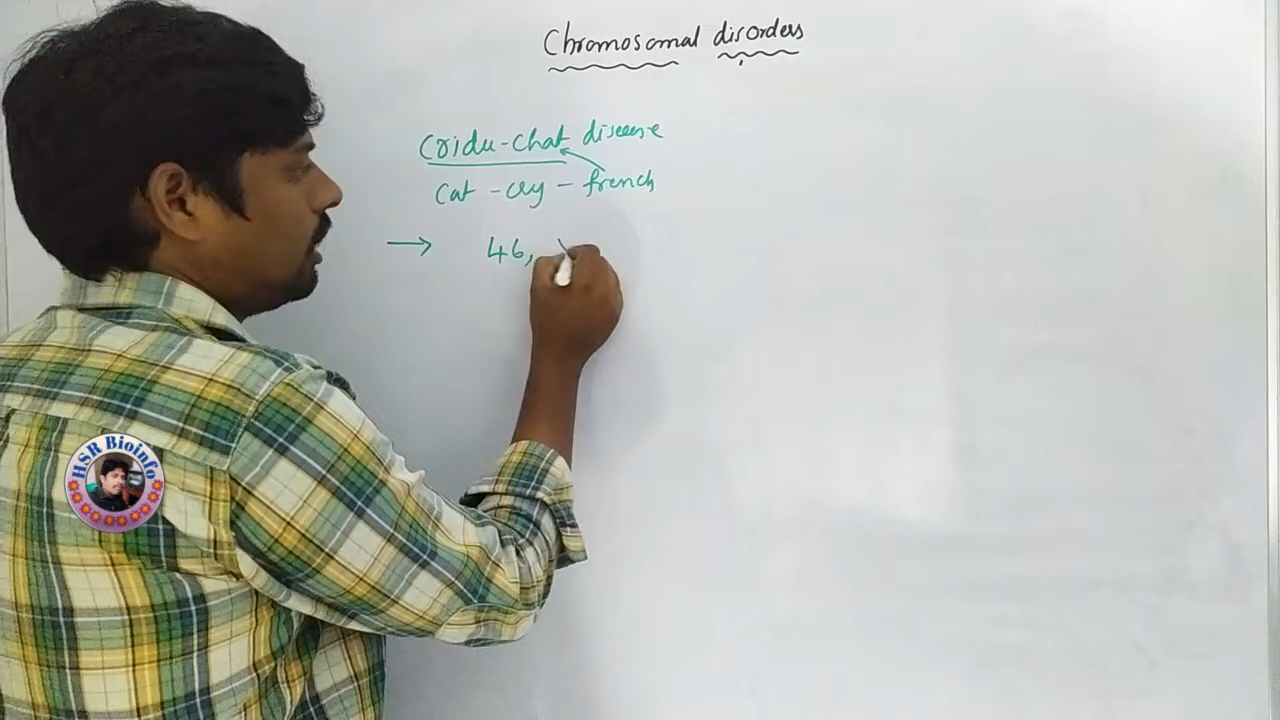 Chromosomal disorders
Cridu-Chat disease
Cat - cry - french
→ 46,
HSR Bioinfo